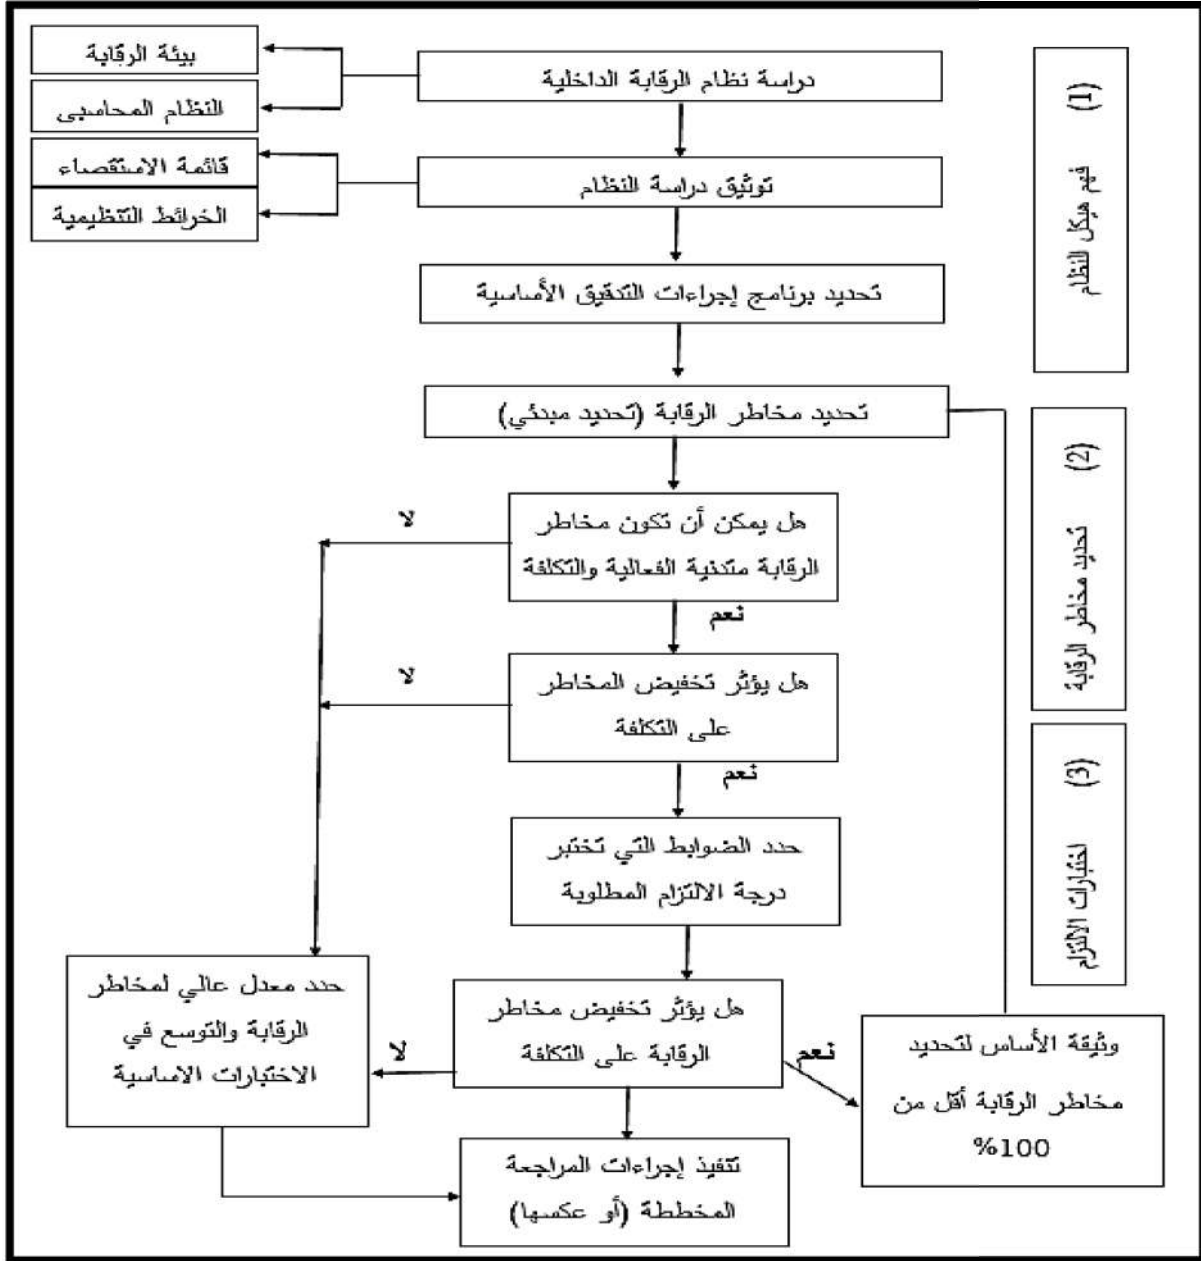 دراسة نظام الرقابة الداخلية
بيئة الرقابة
النظام المحاسبى
توثيق دراسة النظام
قائمة الاستقصاء
الخرائط التنظيمية
تحديد برنامج إجراءات التدقيق الأساسية
(1) فهم هيكل النظام
تحديد مخاطر الرقابة (تحديد مبدئي)
(2) تحديد مخاطر الرقابة
هل يمكن أن تكون مخاطر
الرقابة متدنية الفعالية والتكلفة
لا
نعم
هل يؤثر تخفيض المخاطر
على التكلفة
لا
نعم
(3) اختبارات الالتزام
حدد الضوابط التي تختبر
درجة الالتزام المطلوبة
هل يؤثر تخفيض مخاطر
الرقابة على التكلفة
نعم
لا
وثيقة الأساس لتحديد
مخاطر الرقابة أقل من
100%
حدد معدل عالي لمخاطر
الرقابة والتوسع في
الاختبارات الاساسية
تنفيذ إجراءات المراجعة
المخططة (أو عكسها)